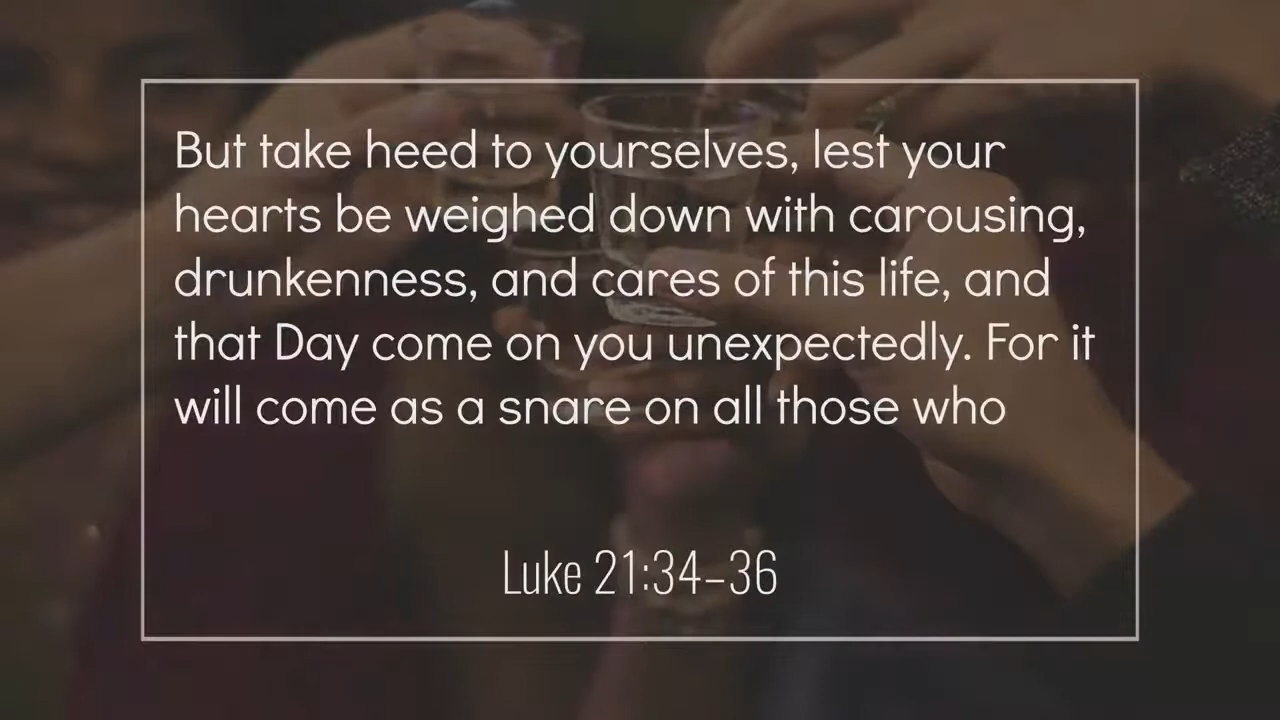 But take heed to yourselves, lest your
hearts be weighed down with carousing,
drunkenness, and cares of this life, and
that Day come on you unexpectedly. For it
will come as a snare on all those who
Luke 21:34–36